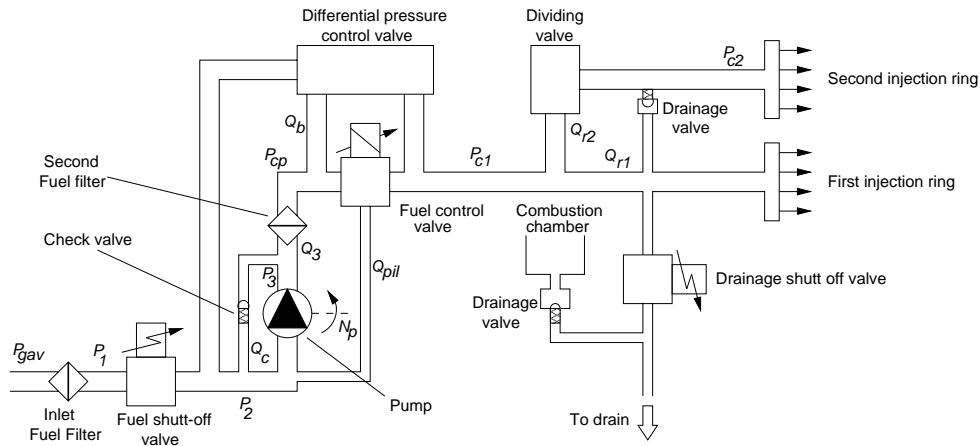 Differential pressure
control valve
Dividing
valve
P_c2
Second injection ring
Drainage
valve
Q_b
Q_r2
Q_r1
P_cp
P_c1
Second
Fuel filter
First injection ring
Fuel control
valve
Combustion
chamber
Check valve
Q_3
Q_pil
P_3
Drainage shutt off valve
Drainage
valve
N_p
P_gav
P_1
Q_c
P_2
Pump
Inlet
Fuel Filter
Fuel shutt-off
valve
To drain